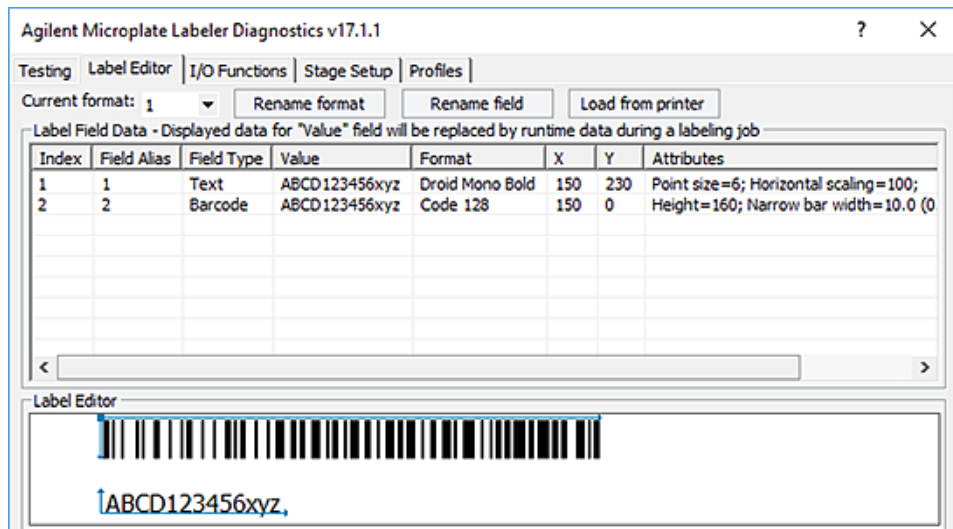 Agilent Microplate Labeler Diagnostics v17.1.1 ? X
Testing Label Editor I/O Functions Stage Setup Profiles
Current format: 1 Rename format Rename field Load from printer
Label Field Data - Displayed data for "Value" field will be replaced by runtime data during a labeling job
Index Field Alias Field Type Value Format X Y Attributes
1 1 Text ABCD123456xyz Droid Mono Bold 150 230 Point size=6; Horizontal scaling=100;
2 2 Barcode ABCD123456xyz Code 128 150 0 Height=160; Narrow bar width=10.0 (0
Label Editor
ABCD123456xyz